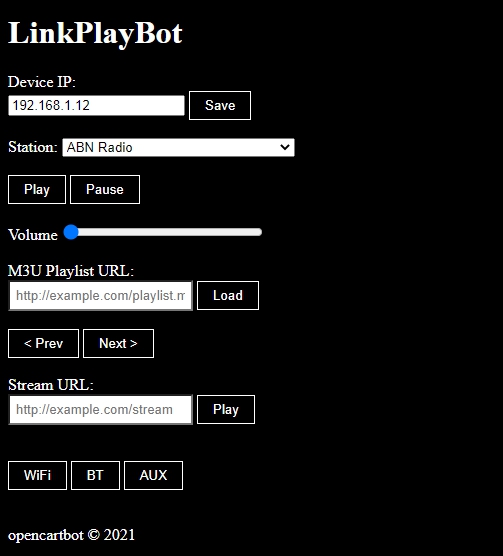 LinkPlayBot
Device IP:
192.168.1.12 Save
Station: ABN Radio
Play Pause
Volume
M3U Playlist URL:
http://example.com/playlist.m Load
< Prev Next >
Stream URL:
http://example.com/stream Play
WiFi BT AUX
opencartbot © 2021